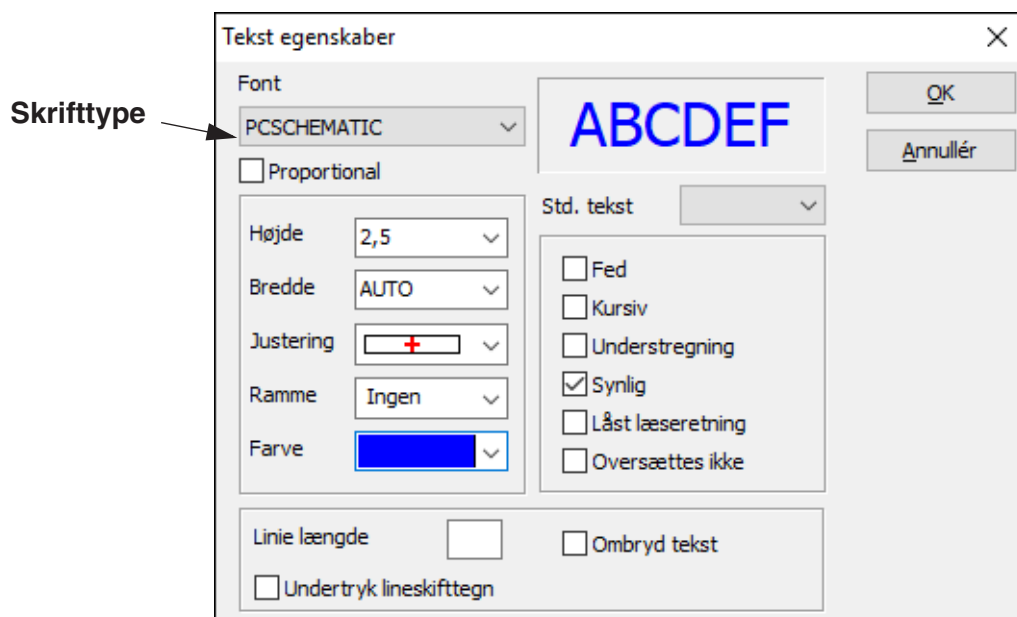 Tekst egenskaber
Font
Skrifttype
PCSCHEMATIC
Proportional
ABCDEF
OK
Annullér
Std. tekst
Højde
2,5
Bredde
AUTO
Justering
Ramme
Ingen
Farve
Fed
Kursiv
Understregning
Synlig
Låst læseretning
Oversættes ikke
Linie længde
Ombryd tekst
Undertryk lineskifttegn